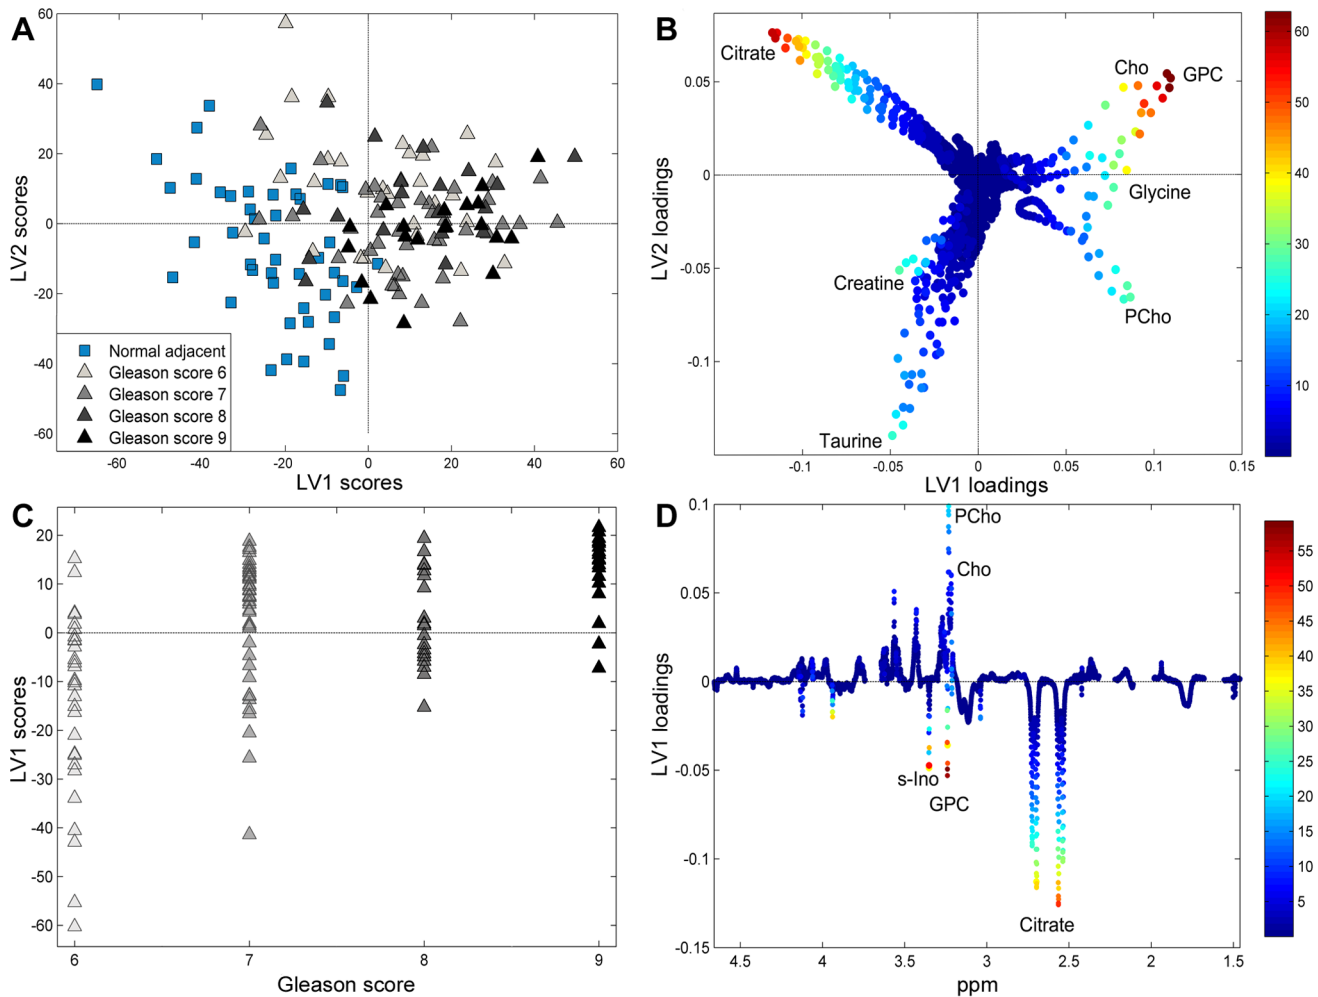 A
60
40
20
0
-20
-40
-60
LV2 scores
Normal adjacent
Gleason score 6
Gleason score 7
Gleason score 8
Gleason score 9
-60
-40
-20
0
20
40
60
LV1 scores
B
0.05
0
-0.05
-0.1
LV2 loadings
Citrate
Cho
GPC
Glycine
Creatine
PCho
Taurine
-0.1
-0.05
0
0.05
0.1
0.15
LV1 loadings
60
50
40
30
20
10
C
20
10
0
-10
-20
-30
-40
-50
-60
LV1 scores
6
7
8
9
Gleason score
D
0.1
0.05
0
-0.05
-0.1
-0.15
LV1 loadings
PCho
Cho
s-Ino
GPC
Citrate
4.5
4
3.5
3
2.5
2
1.5
ppm
55
50
45
40
35
30
25
20
15
10
5